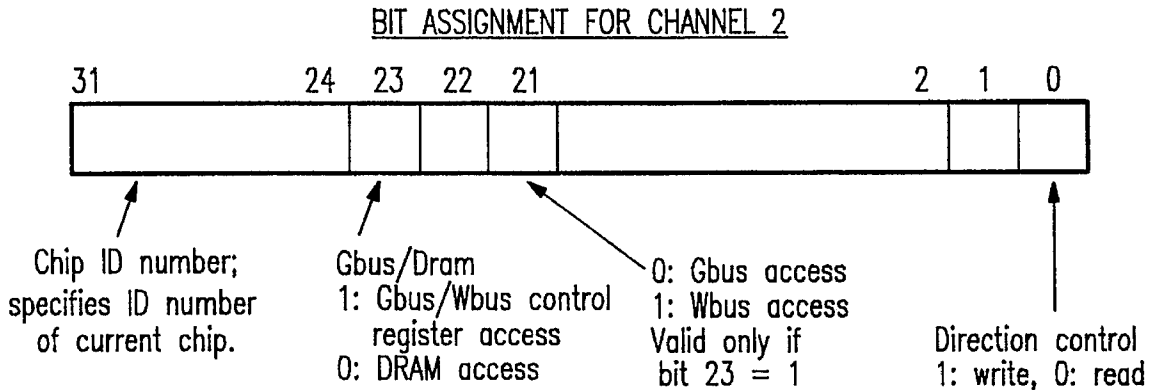 BIT ASSIGNMENT FOR CHANNEL 2
31 24 23 22 21 2 1 0
Chip ID number;
specifies ID number
of current chip.
Gbus/Dram
1: Gbus/Wbus control
register access
0: DRAM access
0: Gbus access
1: Wbus access
Valid only if
bit 23 = 1
Direction control
1: write, 0: read